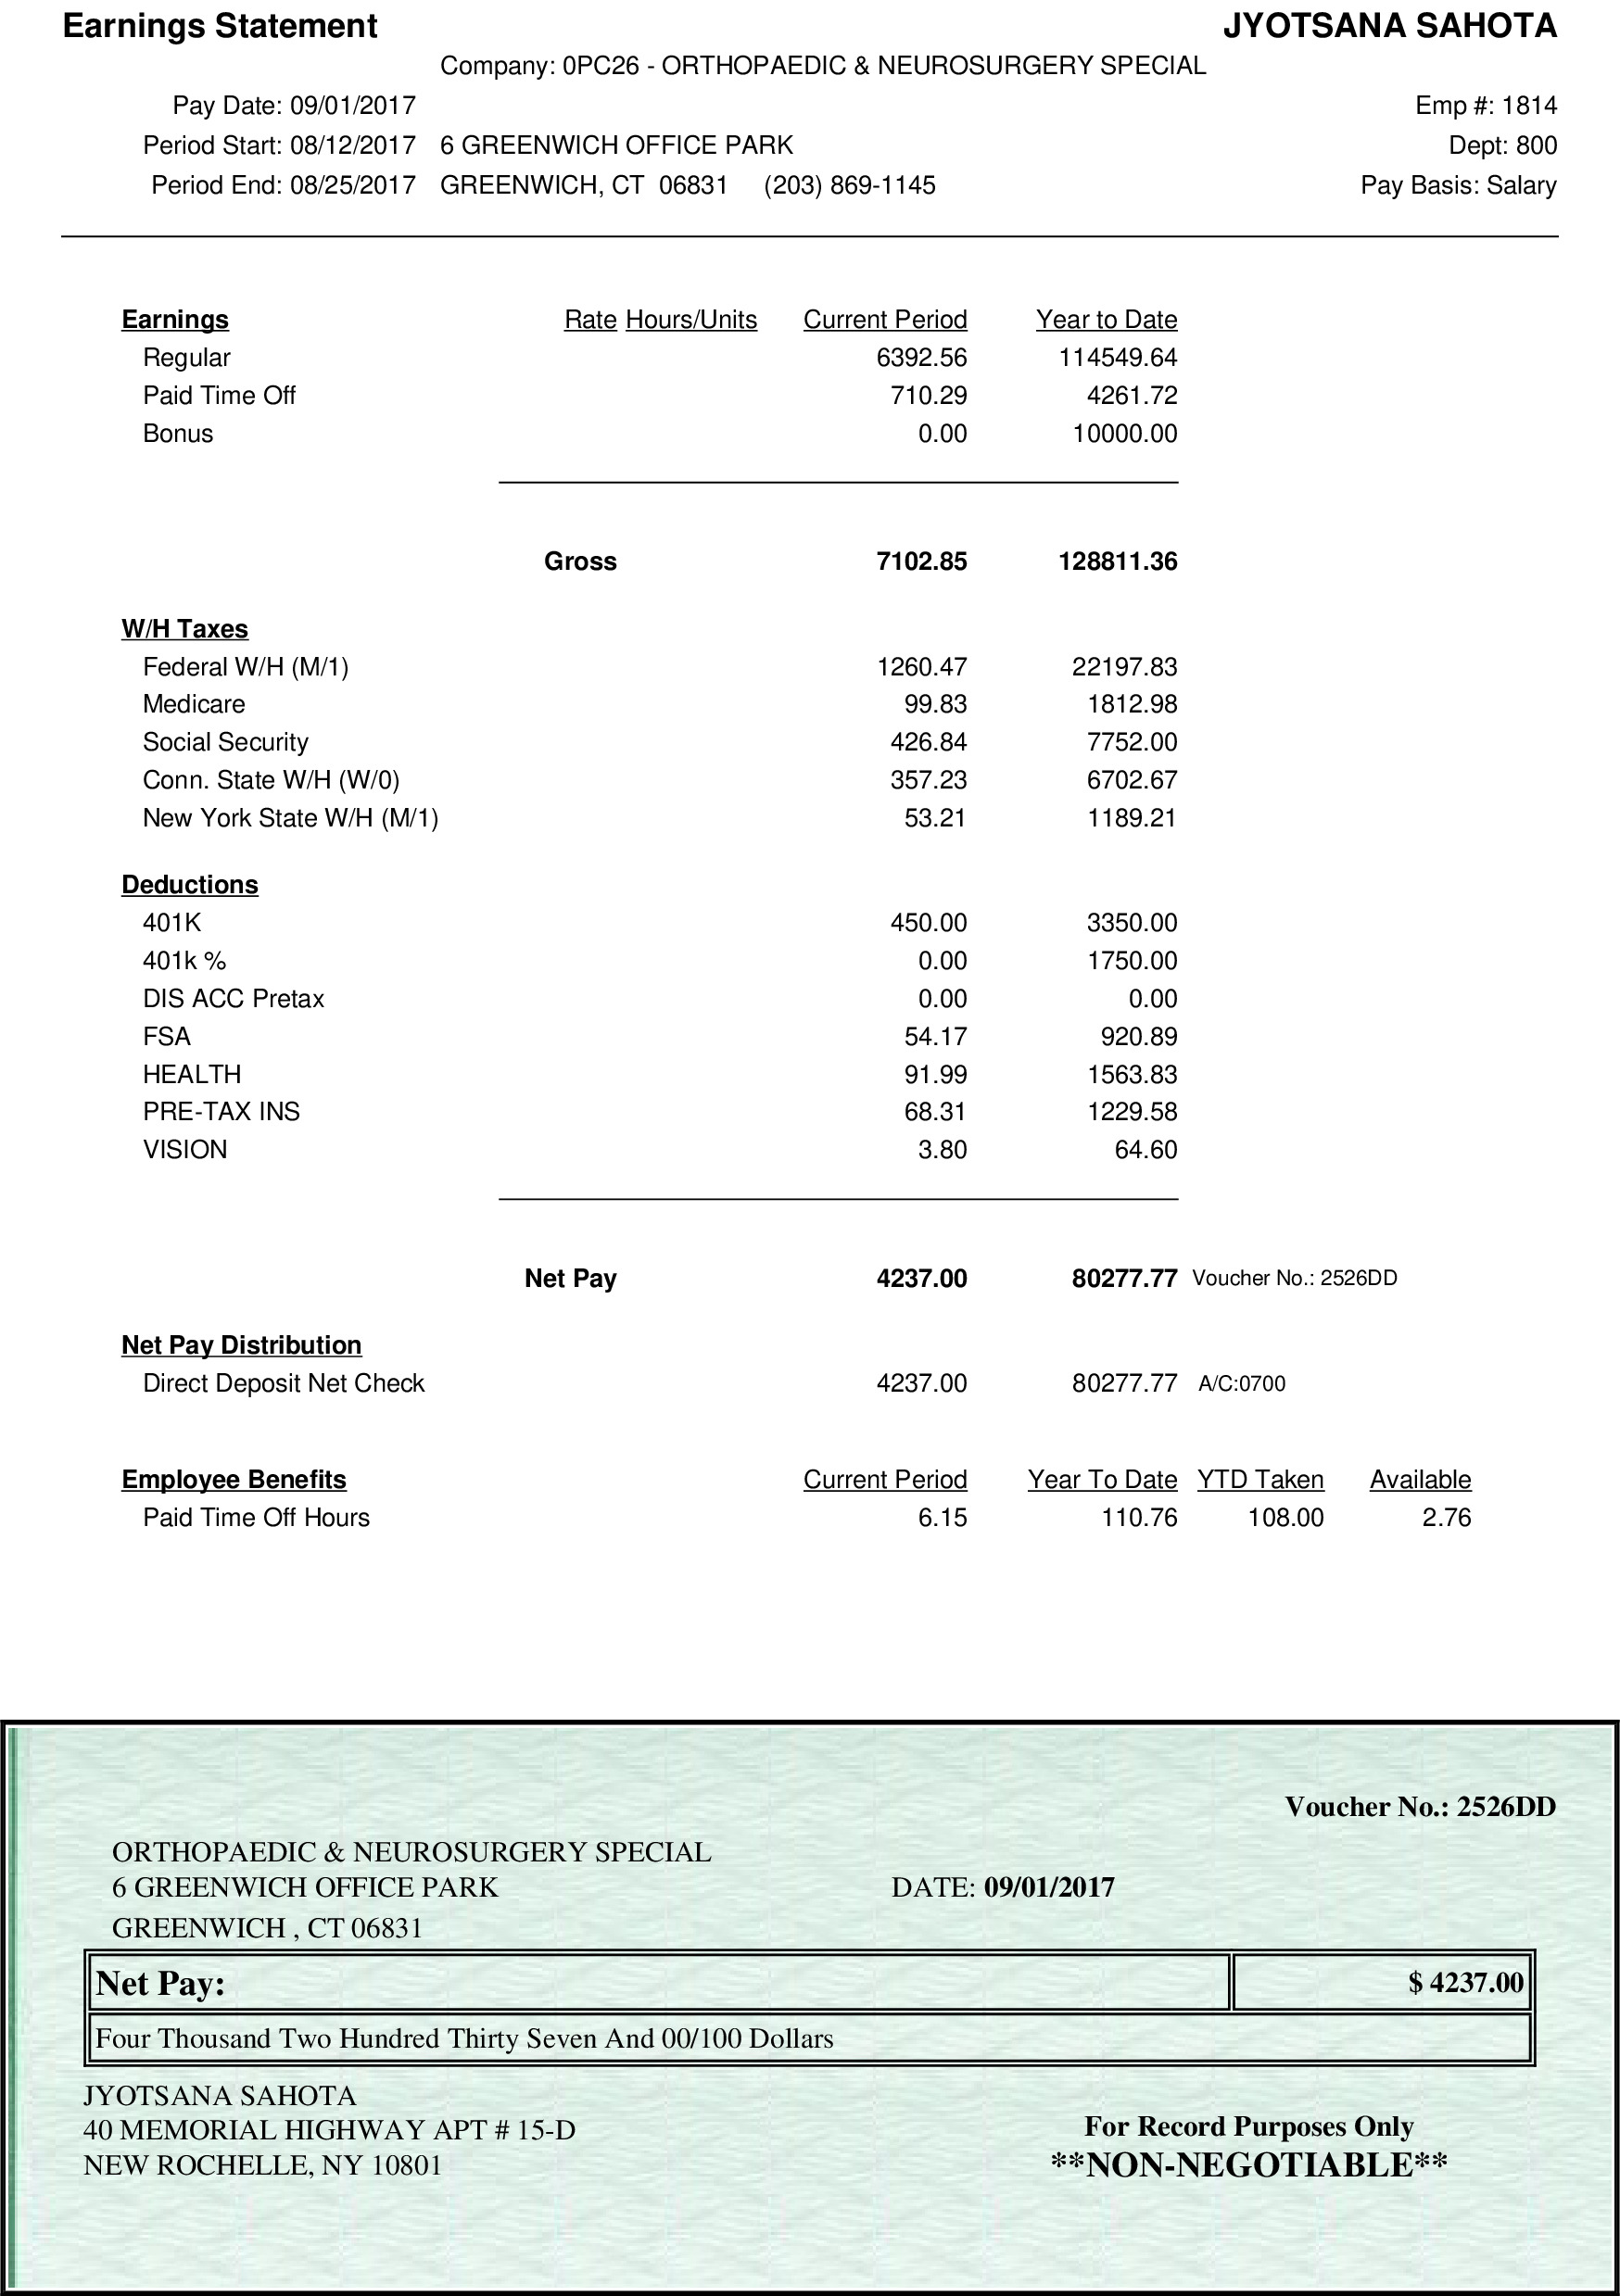 Earnings Statement JYOTSANA SAHOTA
Company: 0PC26 - ORTHOPAEDIC & NEUROSURGERY SPECIAL
Pay Date: 09/01/2017 Emp #: 1814
Period Start: 08/12/2017 6 GREENWICH OFFICE PARK Dept: 800
Period End: 08/25/2017 GREENWICH, CT 06831 (203) 869-1145 Pay Basis: Salary
Earnings Rate Hours/Units Current Period Year to Date
Regular 6392.56 114549.64
Paid Time Off 710.29 4261.72
Bonus 0.00 10000.00
Gross 7102.85 128811.36
W/H Taxes
Federal W/H (M/1) 1260.47 22197.83
Medicare 99.83 1812.98
Social Security 426.84 7752.00
Conn. State W/H (W/0) 357.23 6702.67
New York State W/H (M/1) 53.21 1189.21
Deductions
401K 450.00 3350.00
401k % 0.00 1750.00
DIS ACC Pretax 0.00 0.00
FSA 54.17 920.89
HEALTH 91.99 1563.83
PRE-TAX INS 68.31 1229.58
VISION 3.80 64.60
Net Pay 4237.00 80277.77 Voucher No.: 2526DD
Net Pay Distribution
Direct Deposit Net Check 4237.00 80277.77 A/C:0700
Employee Benefits Current Period Year To Date YTD Taken Available
Paid Time Off Hours 6.15 110.76 108.00 2.76
Voucher No.: 2526DD
ORTHOPAEDIC & NEUROSURGERY SPECIAL
6 GREENWICH OFFICE PARK DATE: 09/01/2017
GREENWICH , CT 06831
Net Pay: $ 4237.00
Four Thousand Two Hundred Thirty Seven And 00/100 Dollars
JYOTSANA SAHOTA
40 MEMORIAL HIGHWAY APT # 15-D For Record Purposes Only
NEW ROCHELLE, NY 10801 **NON-NEGOTIABLE**